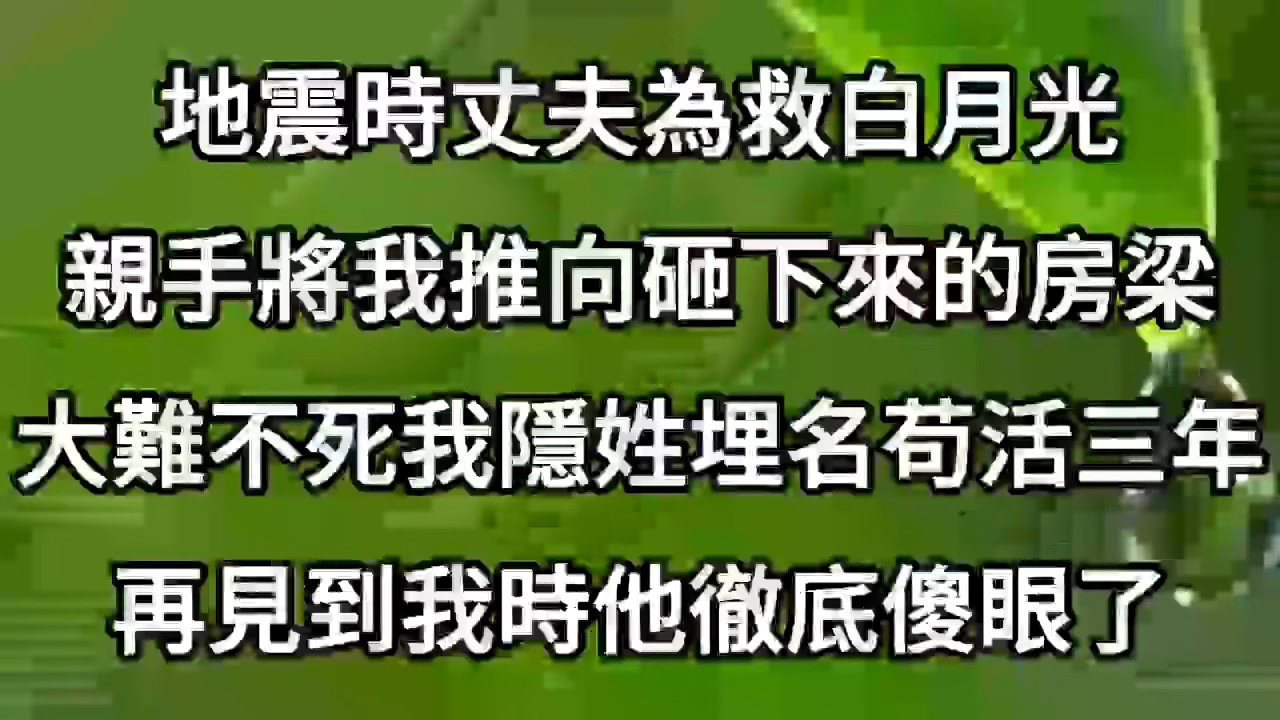 地震時丈夫為救白月光
親手將我推向砸下來的房梁
大難不死我隱姓埋名苟活三年
再見到我時他徹底傻眼了